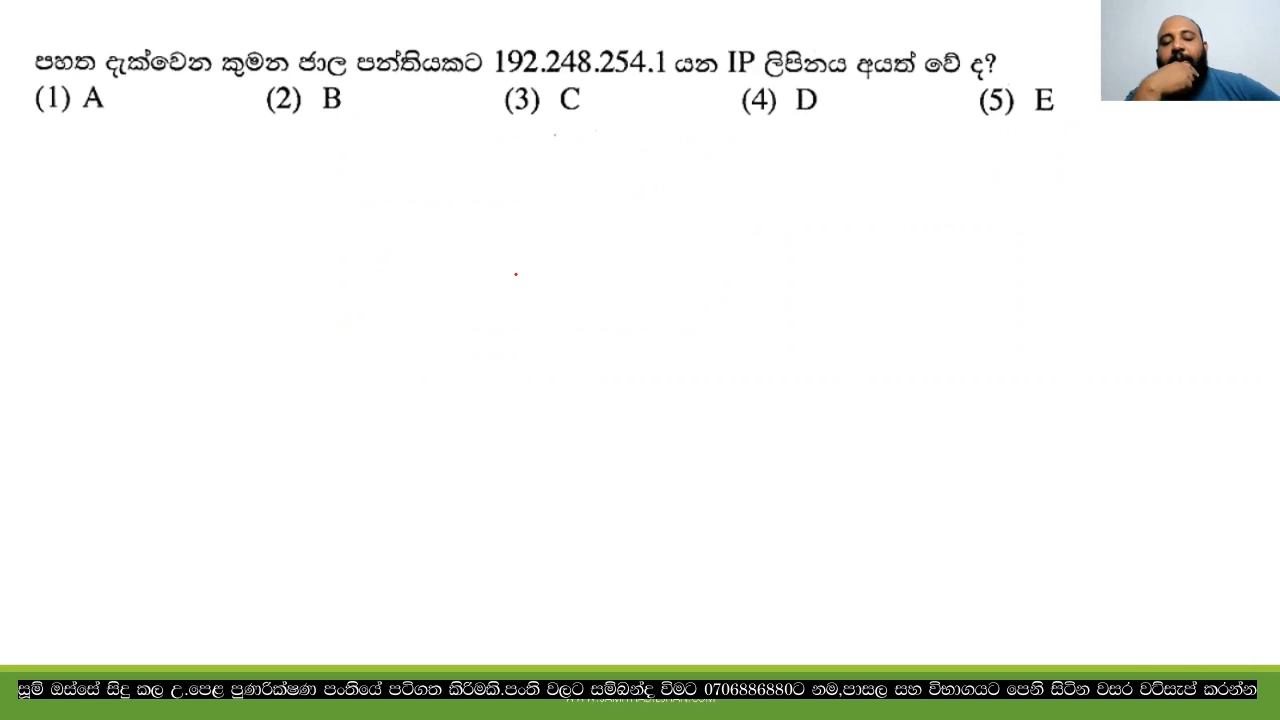 පහත දැක්වෙන කුමන ජාල පන්තියකට 192.248.254.1 යන IP ලිපිනය අයත් වේ ද?
(1) A (2) B (3) C (4) D (5) E
සූම් ඔස්සේ සිදු කල උ.පෙළ පුණරික්ෂණ පංතියේ පටිගත කිරිමකි.පංති වලට සම්බන්ද විමට 0706886880ට නම,පාසල සහ විභාගයට පෙනි සිටින වසර වට්සැප් කරන්න